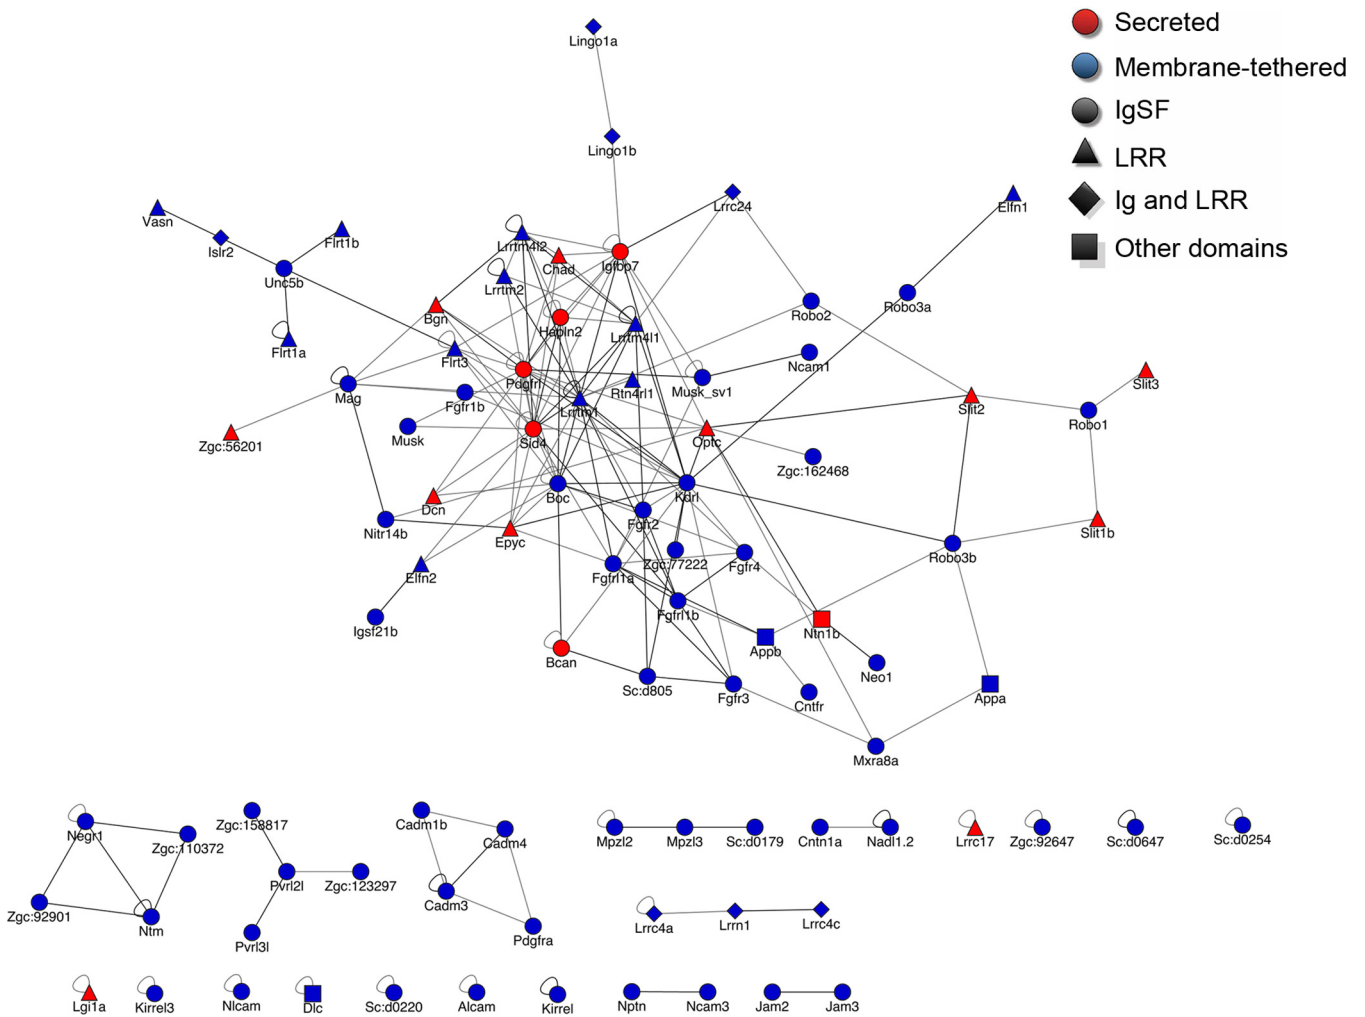 Secreted
Membrane-tethered
IgSF
LRR
Ig and LRR
Other domains
Lingo1a
Lingo1b
Lrrc24
Elfn1
Vasn
Islr2
Flrt1b
Unc5b
Lrrtm4l2
Chad
Igfbp7
Lrrtm2
Robo3a
Robo2
Bgn
Hapln2
Lrrtm4l1
Flrt1a
Flrt3
Ncam1
Pdgfrl
Rtn4rl1
Musk_sv1
Slit3
Mag
Fgfr1b
Lrrtm1
Slit2
Robo1
Zgc:56201
Musk
Sid4
Optc
Zgc:162468
Dcn
Boc
Kdrl
Nitr14b
Epyc
Fgfr2
Slit1b
Robo3b
Elfn2
Fgfrl1a
Zgc:77222
Fgfr4
Igsf21b
Fgfrl1b
Appb
Ntn1b
Bcan
Neo1
Sc:d805
Fgfr3
Cntfr
Appa
Mxra8a
Negr1
Zgc:110372
Zgc:92901
Ntm
Zgc:158817
Pvrl2l
Zgc:123297
Pvrl3l
Cadm1b
Cadm4
Cadm3
Pdgfra
Mpzl2
Mpzl3
Sc:d0179
Cntn1a
Nadl1.2
Lrrc17
Zgc:92647
Sc:d0647
Sc:d0254
Lrrc4a
Lrrn1
Lrrc4c
Lgi1a
Kirrel3
Nlcam
Dlc
Sc:d0220
Alcam
Kirrel
Nptn
Ncam3
Jam2
Jam3